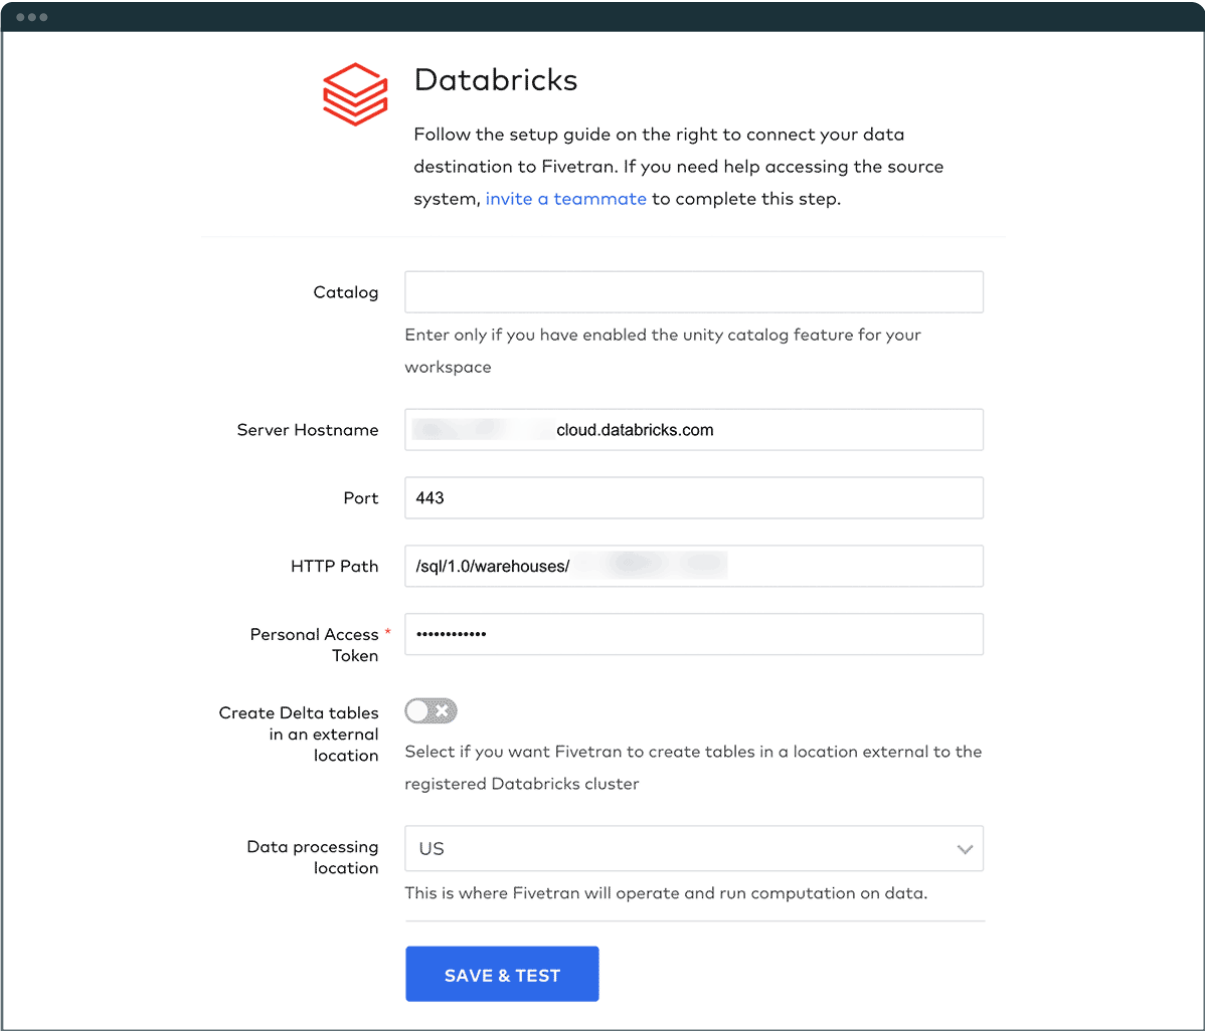 Databricks
Follow the setup guide on the right to connect your data
destination to Fivetran. If you need help accessing the source
system, invite a teammate to complete this step.
Catalog
Enter only if you have enabled the unity catalog feature for your
workspace
Server Hostname
cloud.databricks.com
Port
443
HTTP Path
/sql/1.0/warehouses/
Personal Access *
Token
••••••••••••
Create Delta tables
in an external
location
Select if you want Fivetran to create tables in a location external to the
registered Databricks cluster
Data processing
location
US
This is where Fivetran will operate and run computation on data.
SAVE & TEST